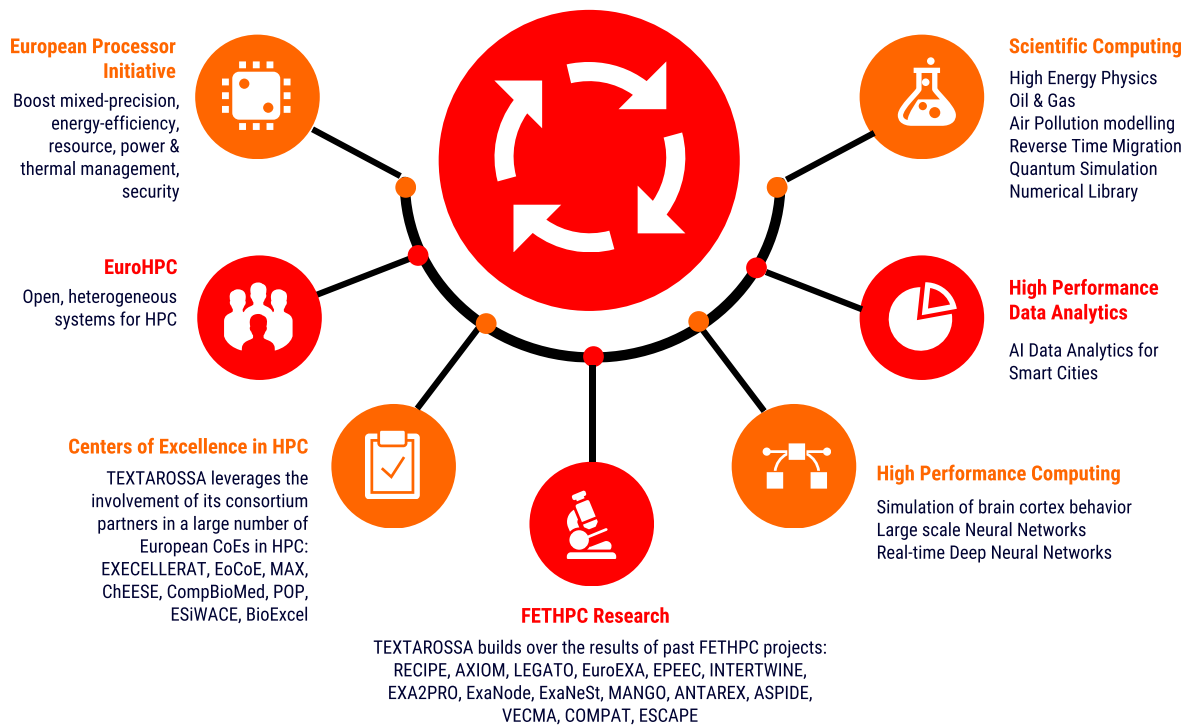 European Processor
Initiative
Boost mixed-precision,
energy-efficiency,
resource, power &
thermal management,
security
EuroHPC
Open, heterogeneous
systems for HPC
Centers of Excellence in HPC
TEXTAROSSA leverages the
involvement of its consortium
partners in a large number of
European CoEs in HPC:
EXECELLERAT, EoCoE, MAX,
ChEESE, CompBioMed, POP,
ESiWACE, BioExcel
FETHPC Research
TEXTAROSSA builds over the results of past FETHPC projects:
RECIPE, AXIOM, LEGATO, EuroEXA, EPEEC, INTERTWINE,
EXA2PRO, ExaNode, ExaNeSt, MANGO, ANTAREX, ASPIDE,
VECMA, COMPAT, ESCAPE
High Performance Computing
Simulation of brain cortex behavior
Large scale Neural Networks
Real-time Deep Neural Networks
High Performance
Data Analytics
AI Data Analytics for
Smart Cities
Scientific Computing
High Energy Physics
Oil & Gas
Air Pollution modelling
Reverse Time Migration
Quantum Simulation
Numerical Library